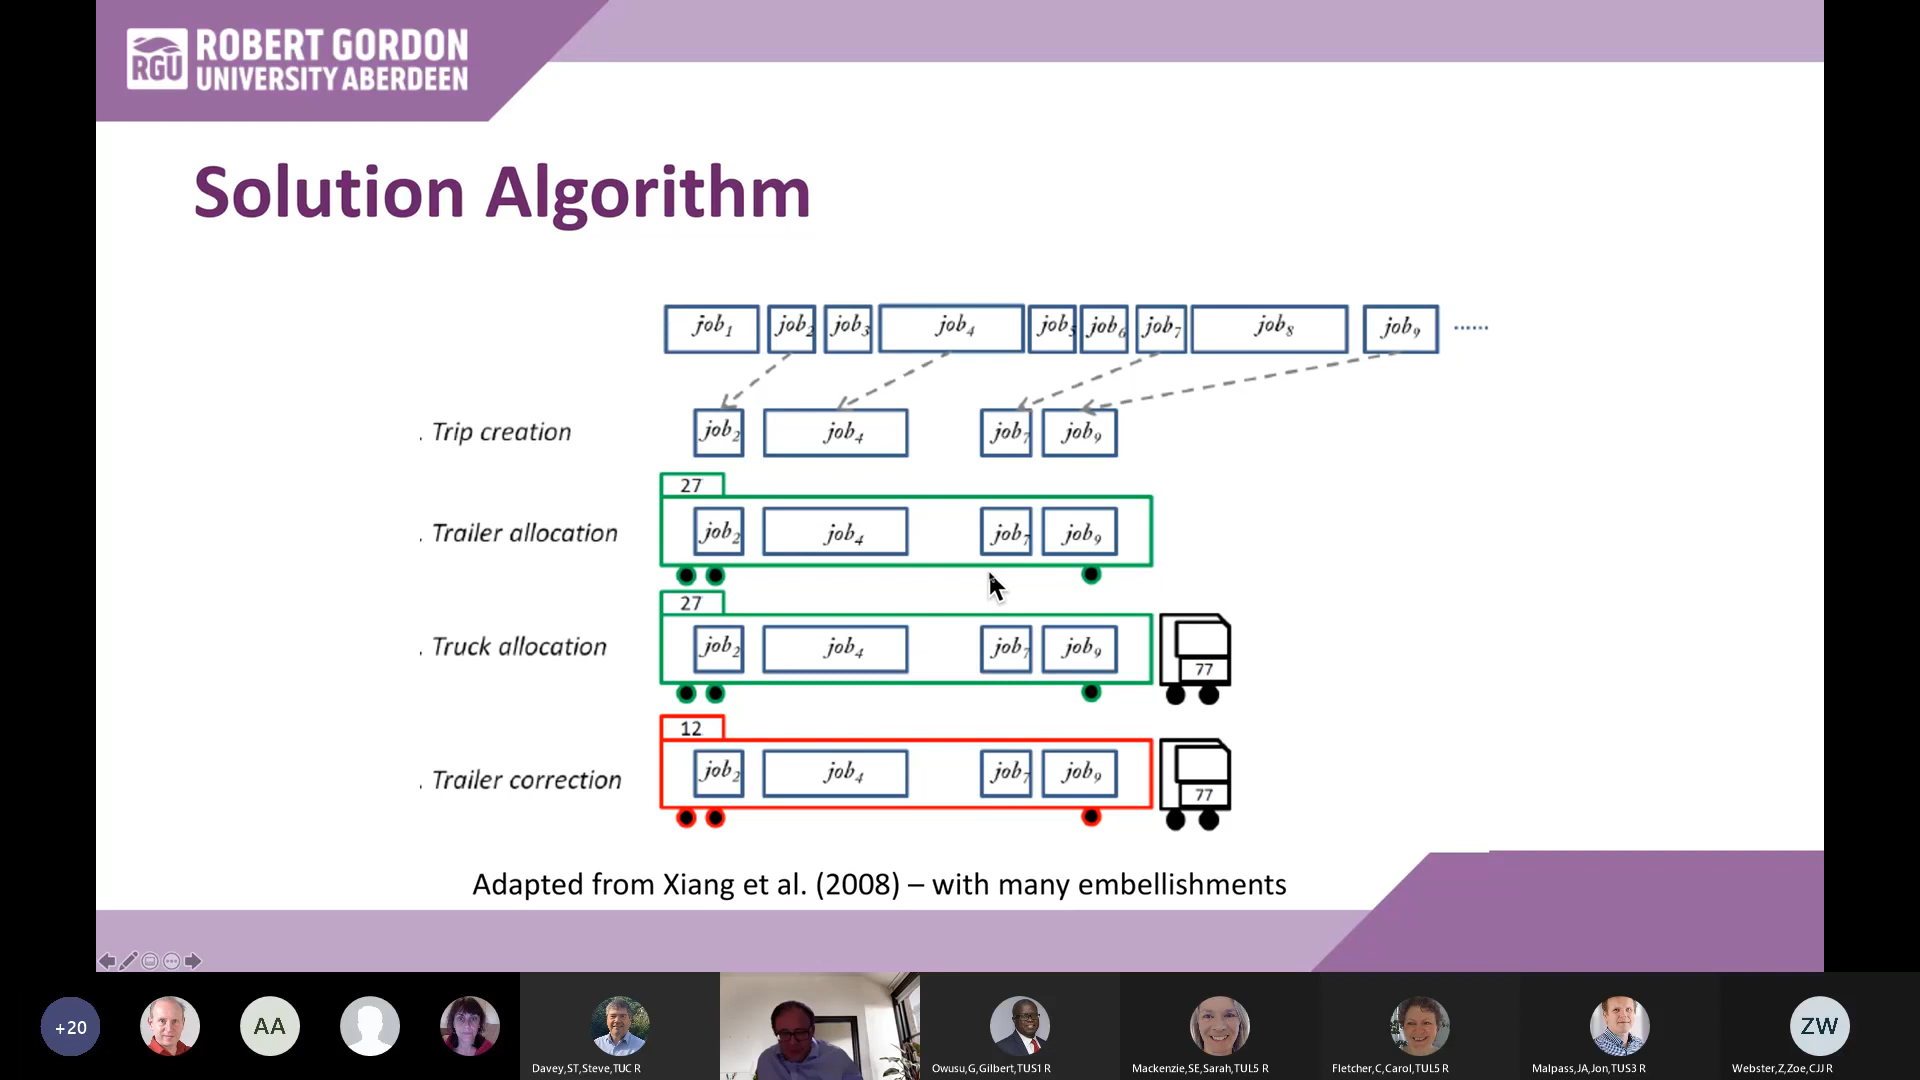 RGU
ROBERT GORDON
UNIVERSITY ABERDEEN
Solution Algorithm
job1 job2 job3 job4 job5 job6 job7 job8 job9 ......
. Trip creation
job2 job4 job7 job9
27
. Trailer allocation
job2 job4 job7 job9
27
. Truck allocation
job2 job4 job7 job9
77
12
. Trailer correction
job2 job4 job7 job9
77
Adapted from Xiang et al. (2008) – with many embellishments
+20
AA
ZW
Davey,ST,Steve,TUC R
Owusu,G,Gilbert,TUS1 R
Mackenzie,SE,Sarah,TUL5 R
Fletcher,C,Carol,TUL5 R
Malpass,JA,Jon,TUS3 R
Webster,Z,Zoe,CJJ R